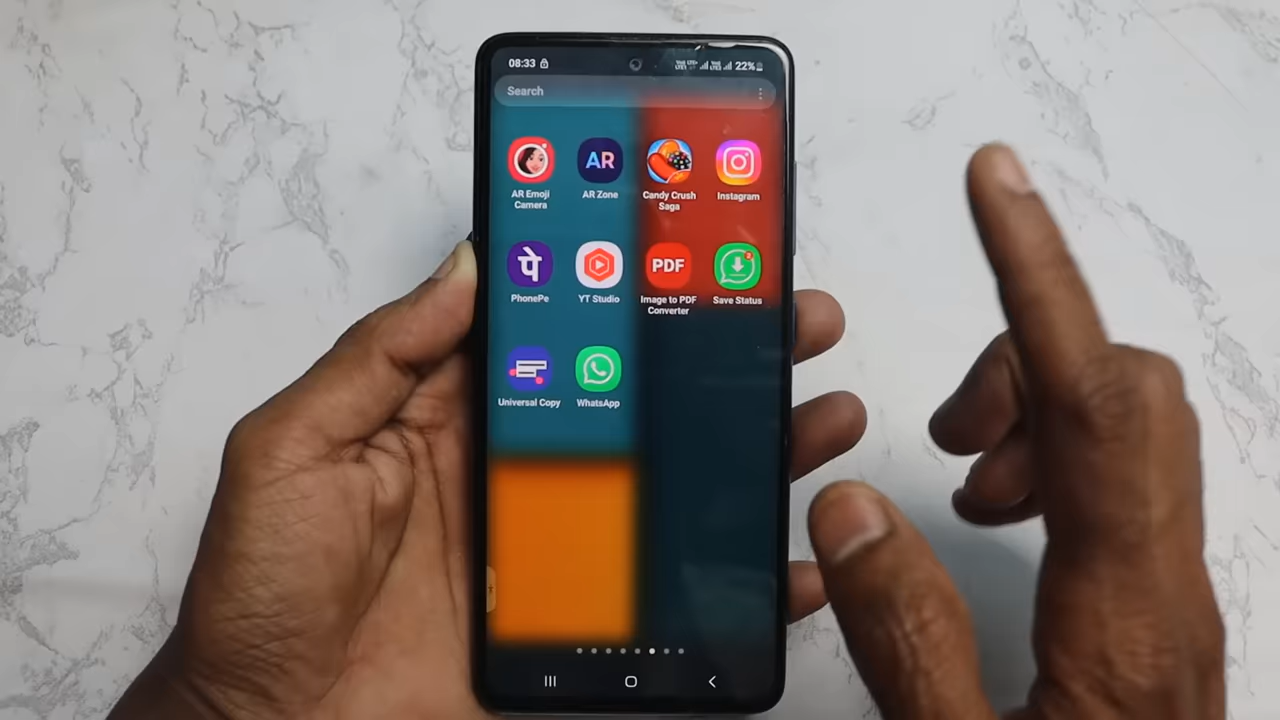 08:33
22%
Search
AR
AR Emoji
Camera
AR Zone
Candy Crush
Saga
Instagram
पे
PDF
2
PhonePe
YT Studio
Image to PDF
Converter
Save Status
Universal Copy
WhatsApp